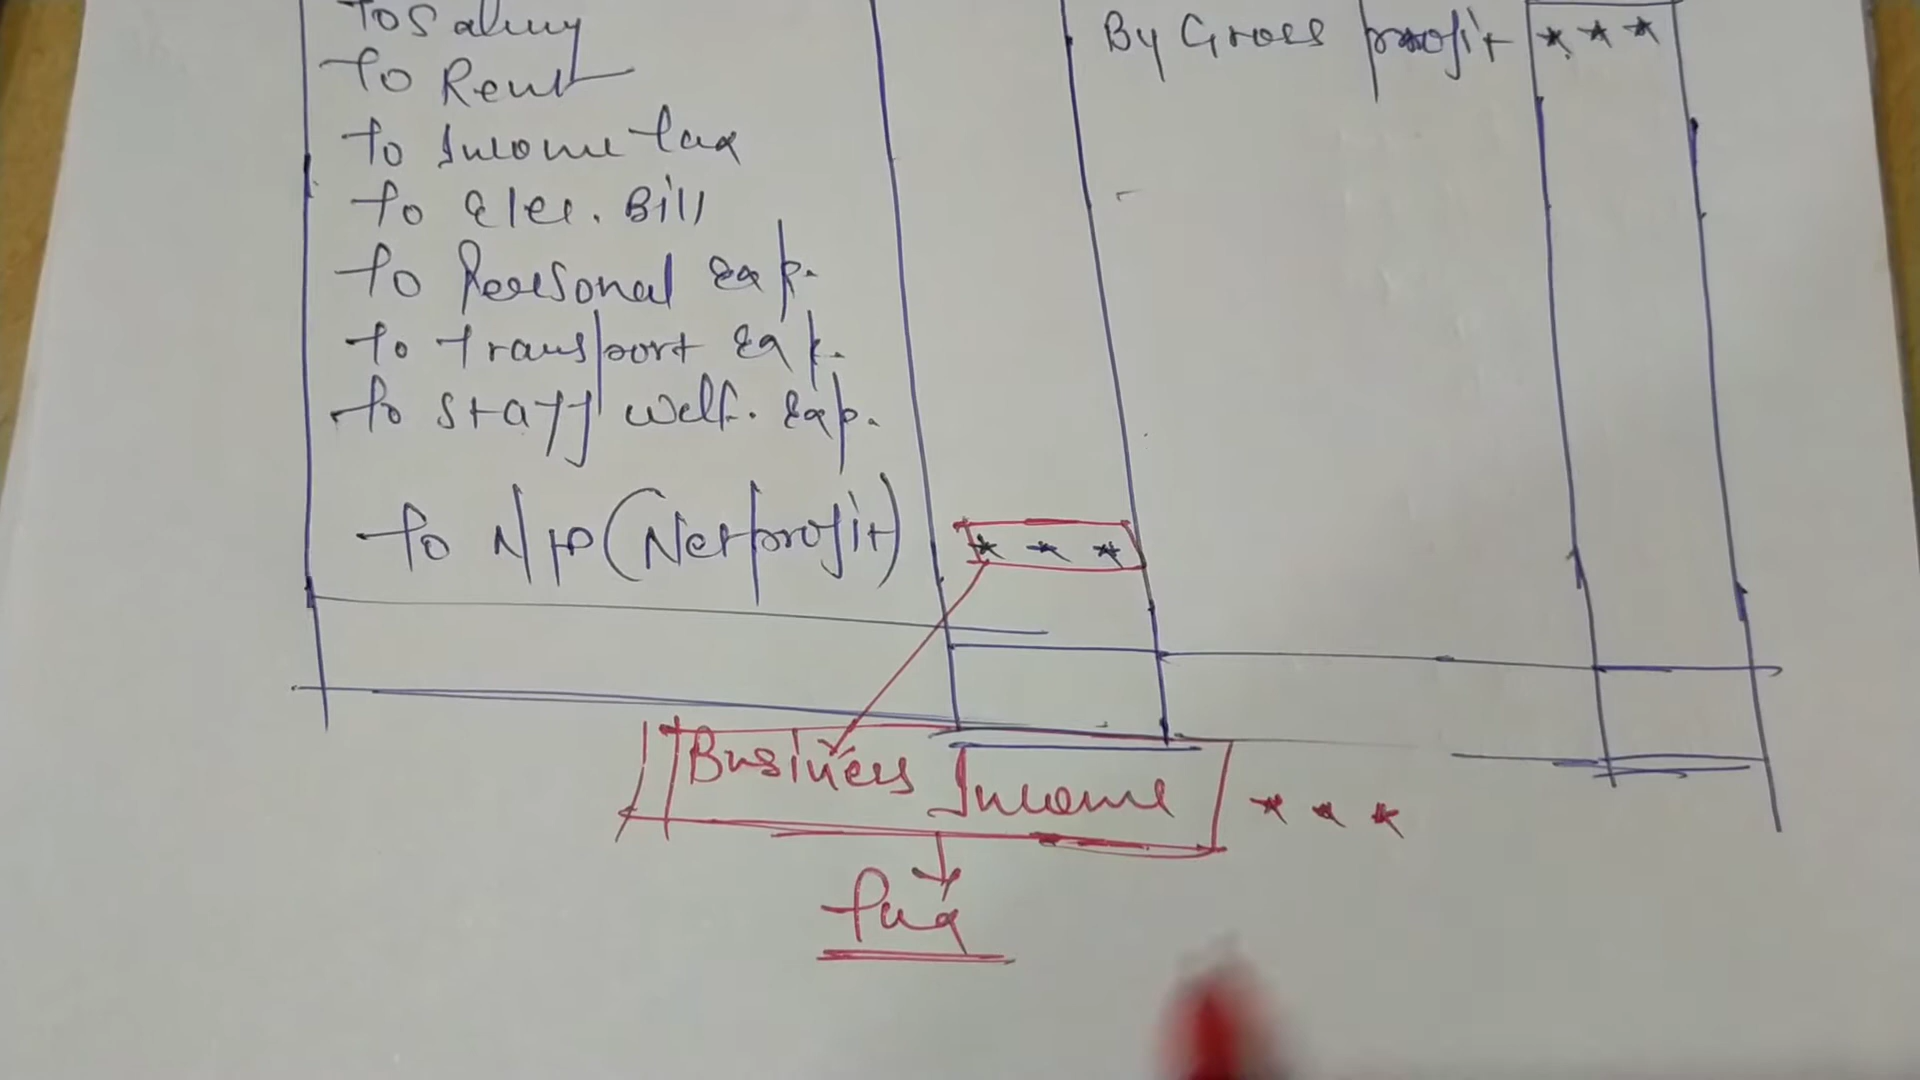 To Salary
To Rent
To Income tax
To Elec. Bill
To Personal Exp.
To transport Exp.
To staff welf. Exp.
To N/P (Net profit) * * *
By Gross profit * * *
Business Income * * *
tax